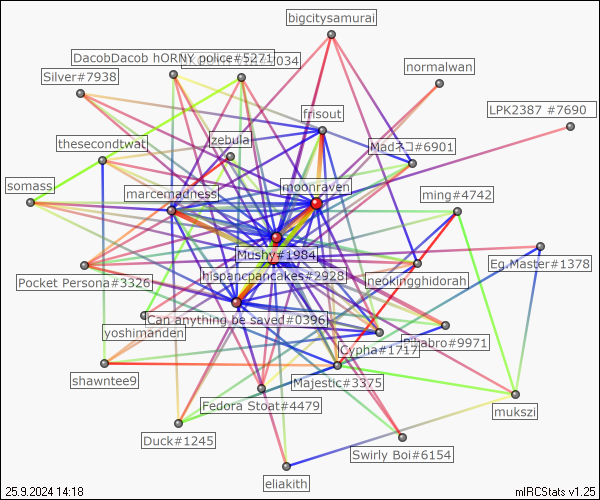 bigcitysamurai
DacobDacob hORNY police#5271
7034
Silver#7938
normalwan
LPK2387 #7690
frisout
thesecondtwat
zebula
Madネコ#6901
somass
marcemadness
moonraven
ming#4742
Mushy#1984
Eg.Master#1378
Pocket Persona#3326
hispancpancakes#2928
neokingghidorah
yoshimanden
Can anything be saved#0396
Cypha#1717
#9971
shawntee9
Majestic#3375
Fedora Stoat#4479
mukszi
Duck#1245
Swirly Boi#6154
eliakith
25.9.2024 14:18
mIRCStats v1.25